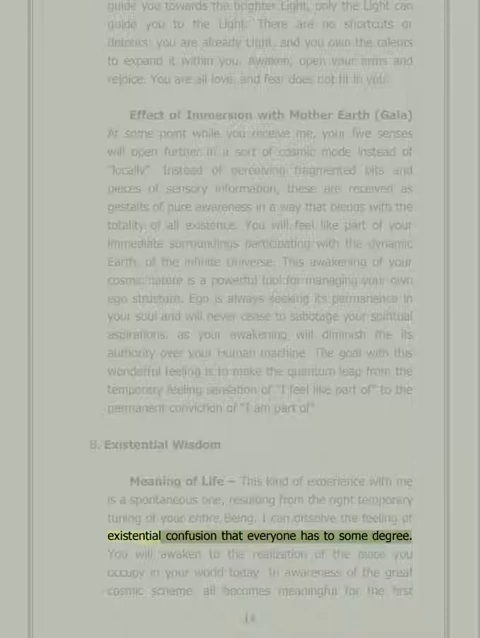 guide you towards the brighter Light, only the Light can
guide you to the Light. There are no shortcuts or
detours; you are already Light, and you own the talents
to expand it within you. Awaken, open your arms and
rejoice. You are all love, and fear does not fit in you.
Effect of Immersion with Mother Earth (Gaia)
At some point while you receive me, your five senses
will open further in a sort of cosmic mode instead of
"locally". Instead of perceiving fragmented bits and
pieces of sensory information, these are received as
gestalts of pure awareness in a way that blends with the
totality of all existence. You will feel like part of your
immediate surroundings participating with the dynamic
Earth, of the infinite Universe. This awakening of your
cosmic nature is a powerful tool for managing your own
ego structure. Ego is always seeking its permanence in
your soul and will never cease to sabotage your spiritual
aspirations, as your awakening will diminish the its
authority over your Human machine. The goal with this
wonderful feeling is to make the quantum leap from the
temporary feeling sensation of "I feel like part of" to the
permanent conviction of "I am part of"
B. Existential Wisdom
Meaning of Life – This kind of experience with me
is a spontaneous one, resulting from the right temporary
tuning of your entire Being. I can dissolve the feeling of
existential confusion that everyone has to some degree.
You will awaken to the realization of the place you
occupy in your world today. In awareness of the great
cosmic scheme, all becomes meaningful for the first